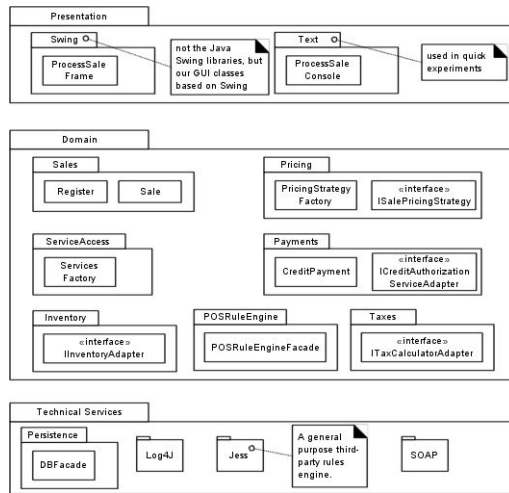 Presentation
Swing
ProcessSale
Frame
not the Java
Swing libraries, but
our GUI classes
based on Swing
Text
ProcessSale
Console
used in quick
experiments
Domain
Sales
Register
Sale
Pricing
PricingStrategy
Factory
«interface»
ISalePricingStrategy
ServiceAccess
Services
Factory
Payments
CreditPayment
«interface»
ICreditAuthorization
ServiceAdapter
Inventory
«interface»
IInventoryAdapter
POSRuleEngine
POSRuleEngineFacade
Taxes
«interface»
ITaxCalculatorAdapter
Technical Services
Persistence
DBFacade
Log4J
Jess
A general
purpose third-
party rules
engine.
SOAP